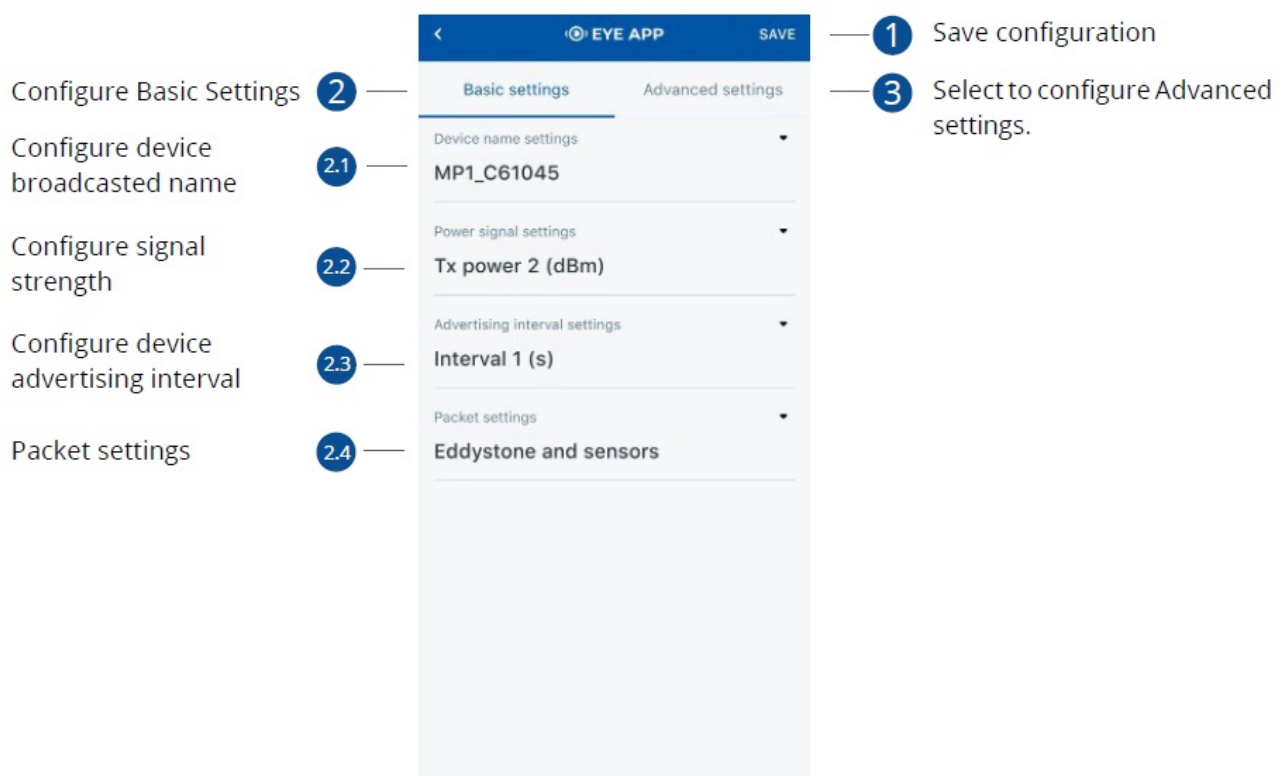 EYE APP SAVE
1 Save configuration
Configure Basic Settings 2
Basic settings Advanced settings
3 Select to configure Advanced
settings.
Configure device
broadcasted name
2.1
Device name settings
MP1_C61045
Configure signal
strength
2.2
Power signal settings
Tx power 2 (dBm)
Configure device
advertising interval
2.3
Advertising interval settings
Interval 1 (s)
Packet settings 2.4
Packet settings
Eddystone and sensors